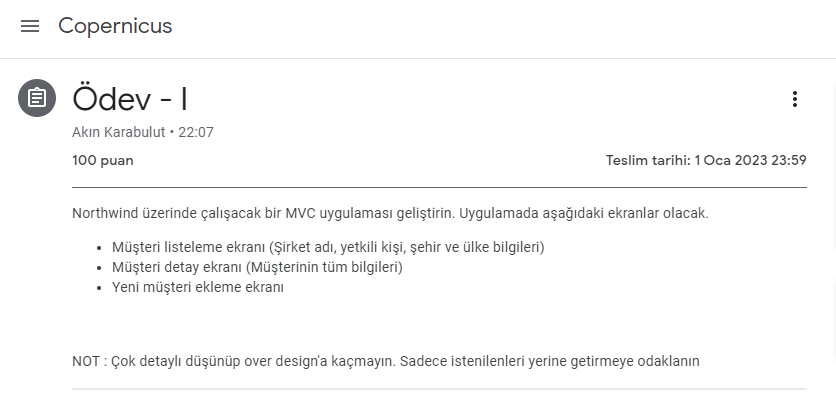 Copernicus
Ödev - I
Akın Karabulut • 22:07
100 puan
Teslim tarihi: 1 Oca 2023 23:59
Northwind üzerinde çalışacak bir MVC uygulaması geliştirin. Uygulamada aşağıdaki ekranlar olacak.
• Müşteri listeleme ekranı (Şirket adı, yetkili kişi, şehir ve ülke bilgileri)
• Müşteri detay ekranı (Müşterinin tüm bilgileri)
• Yeni müşteri ekleme ekranı
NOT : Çok detaylı düşünüp over design'a kaçmayın. Sadece istenilenleri yerine getirmeye odaklanın